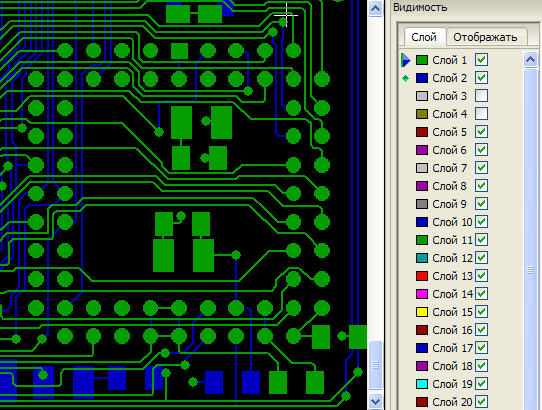 Видимость
Слой Отображать
Слой 1
Слой 2
Слой 3
Слой 4
Слой 5
Слой 6
Слой 7
Слой 8
Слой 9
Слой 10
Слой 11
Слой 12
Слой 13
Слой 14
Слой 15
Слой 16
Слой 17
Слой 18
Слой 19
Слой 20